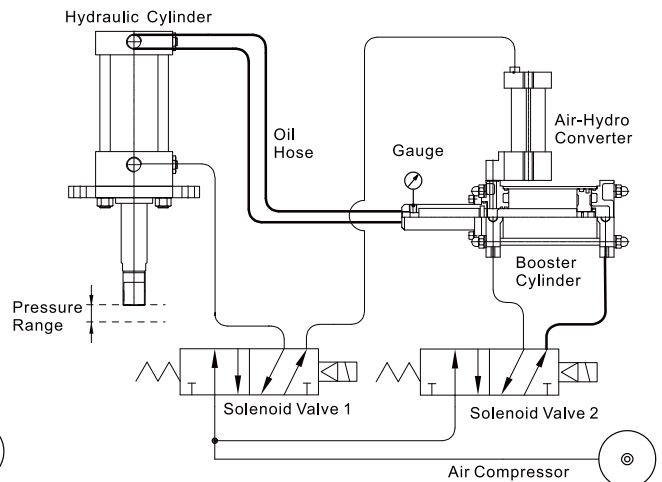 Hydraulic Cylinder
Oil
Hose
Gauge
Air-Hydro
Converter
Booster
Cylinder
Pressure
Range
Solenoid Valve 1
Solenoid Valve 2
Air Compressor